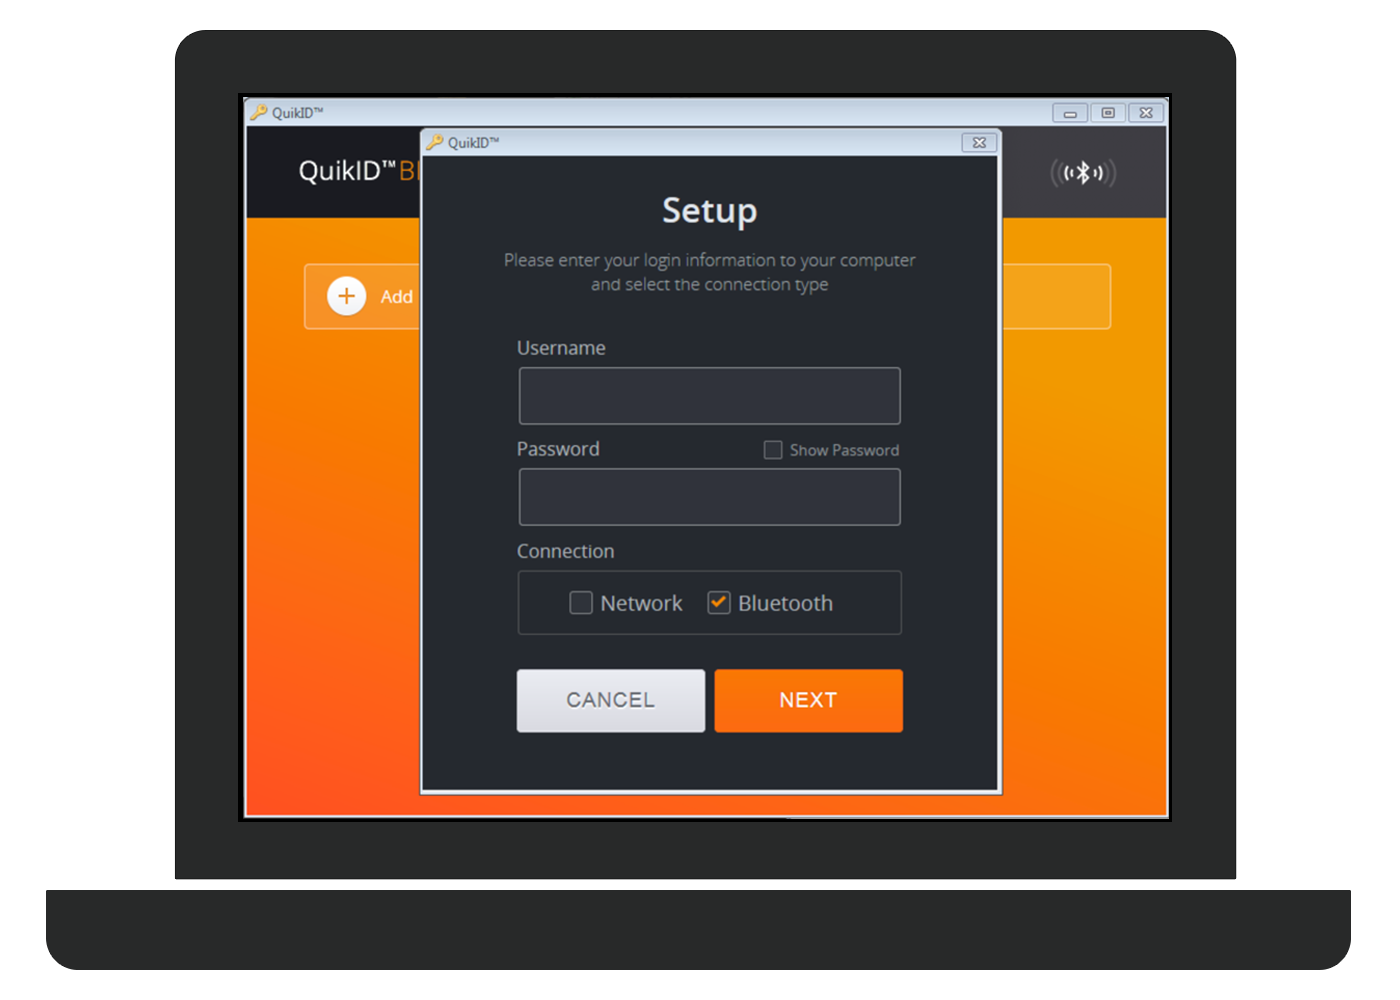 QuikID™
QuikID™
QuikID™
Setup
Please enter your login information to your computer
and select the connection type
Add
Username
Password
Show Password
Connection
Network
Bluetooth
CANCEL
NEXT